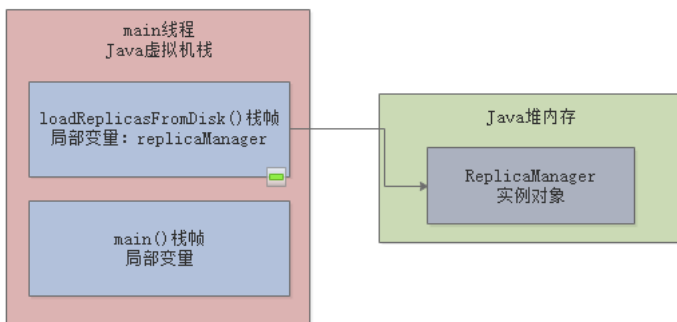 main线程
Java虚拟机栈
loadReplicasFromDisk()栈帧
局部变量：replicaManager
main()栈帧
局部变量
Java堆内存
ReplicaManager
实例对象